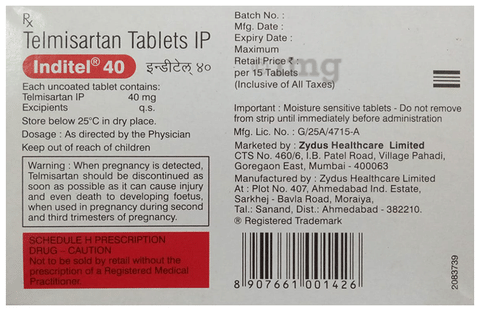 Rx
Telmisartan Tablets IP
Inditel® 40 इन्डीटेल् ४०
Each uncoated tablet contains:
Telmisartan IP 40 mg
Excipients q.s.
Store below 25°C in dry place.
Dosage : As directed by the Physician
Keep out of reach of children
Warning : When pregnancy is detected,
Telmisartan should be discontinued as
soon as possible as it can cause injury
and even death to developing foetus,
when used in pregnancy during second
and third trimesters of pregnancy.
SCHEDULE H PRESCRIPTION
DRUG – CAUTION
Not to be sold by retail without the
prescription of a Registered Medical
Practitioner.
Batch No. :
Mfg. Date :
Expiry Date :
Maximum
Retail Price ₹
per 15 Tablets
(Inclusive of All Taxes)
Important : Moisture sensitive tablets - Do not remove
from strip until immediately before administration
Mfg. Lic. No. : G/25A/4715-A
Marketed by : Zydus Healthcare Limited
CTS No. 460/6, I.B. Patel Road, Village Pahadi,
Goregaon East, Mumbai - 400063
Manufactured by : Zydus Healthcare Limited
At : Plot No. 407, Ahmedabad Ind. Estate,
Sarkhej - Bavla Road, Moraiya,
Tal.: Sanand, Dist.: Ahmedabad - 382210.
® Registered Trademark
8 907661 001426
2083739